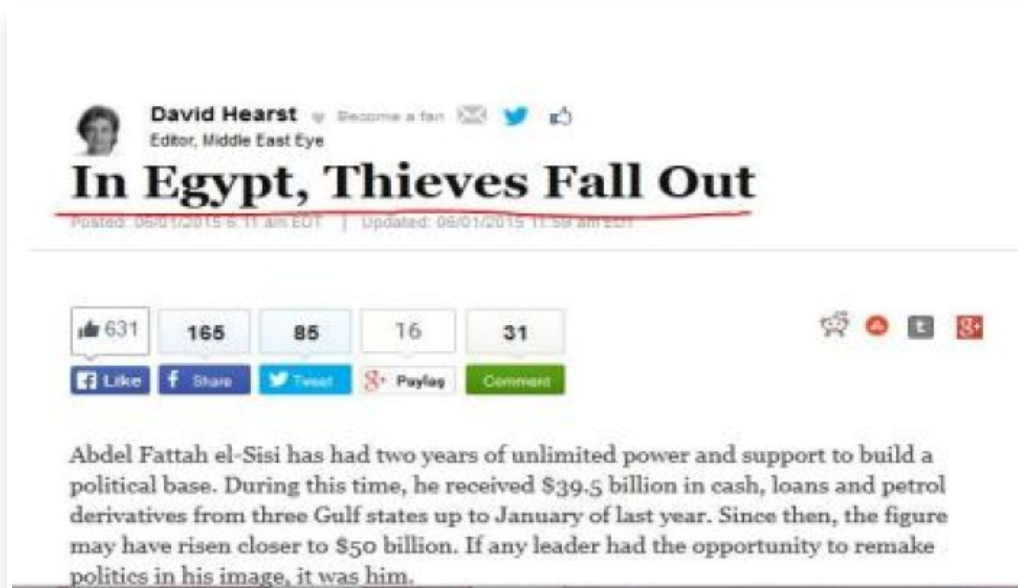 David Hearst Become a fan
Editor, Middle East Eye
In Egypt, Thieves Fall Out
Posted: 06/01/2015 6:11 am EDT | Updated: 06/01/2015 11:59 am EDT
631 165 85 16 31
Like Share Tweet Paylaş Comment
Abdel Fattah el-Sisi has had two years of unlimited power and support to build a
political base. During this time, he received $39.5 billion in cash, loans and petrol
derivatives from three Gulf states up to January of last year. Since then, the figure
may have risen closer to $50 billion. If any leader had the opportunity to remake
politics in his image, it was him.